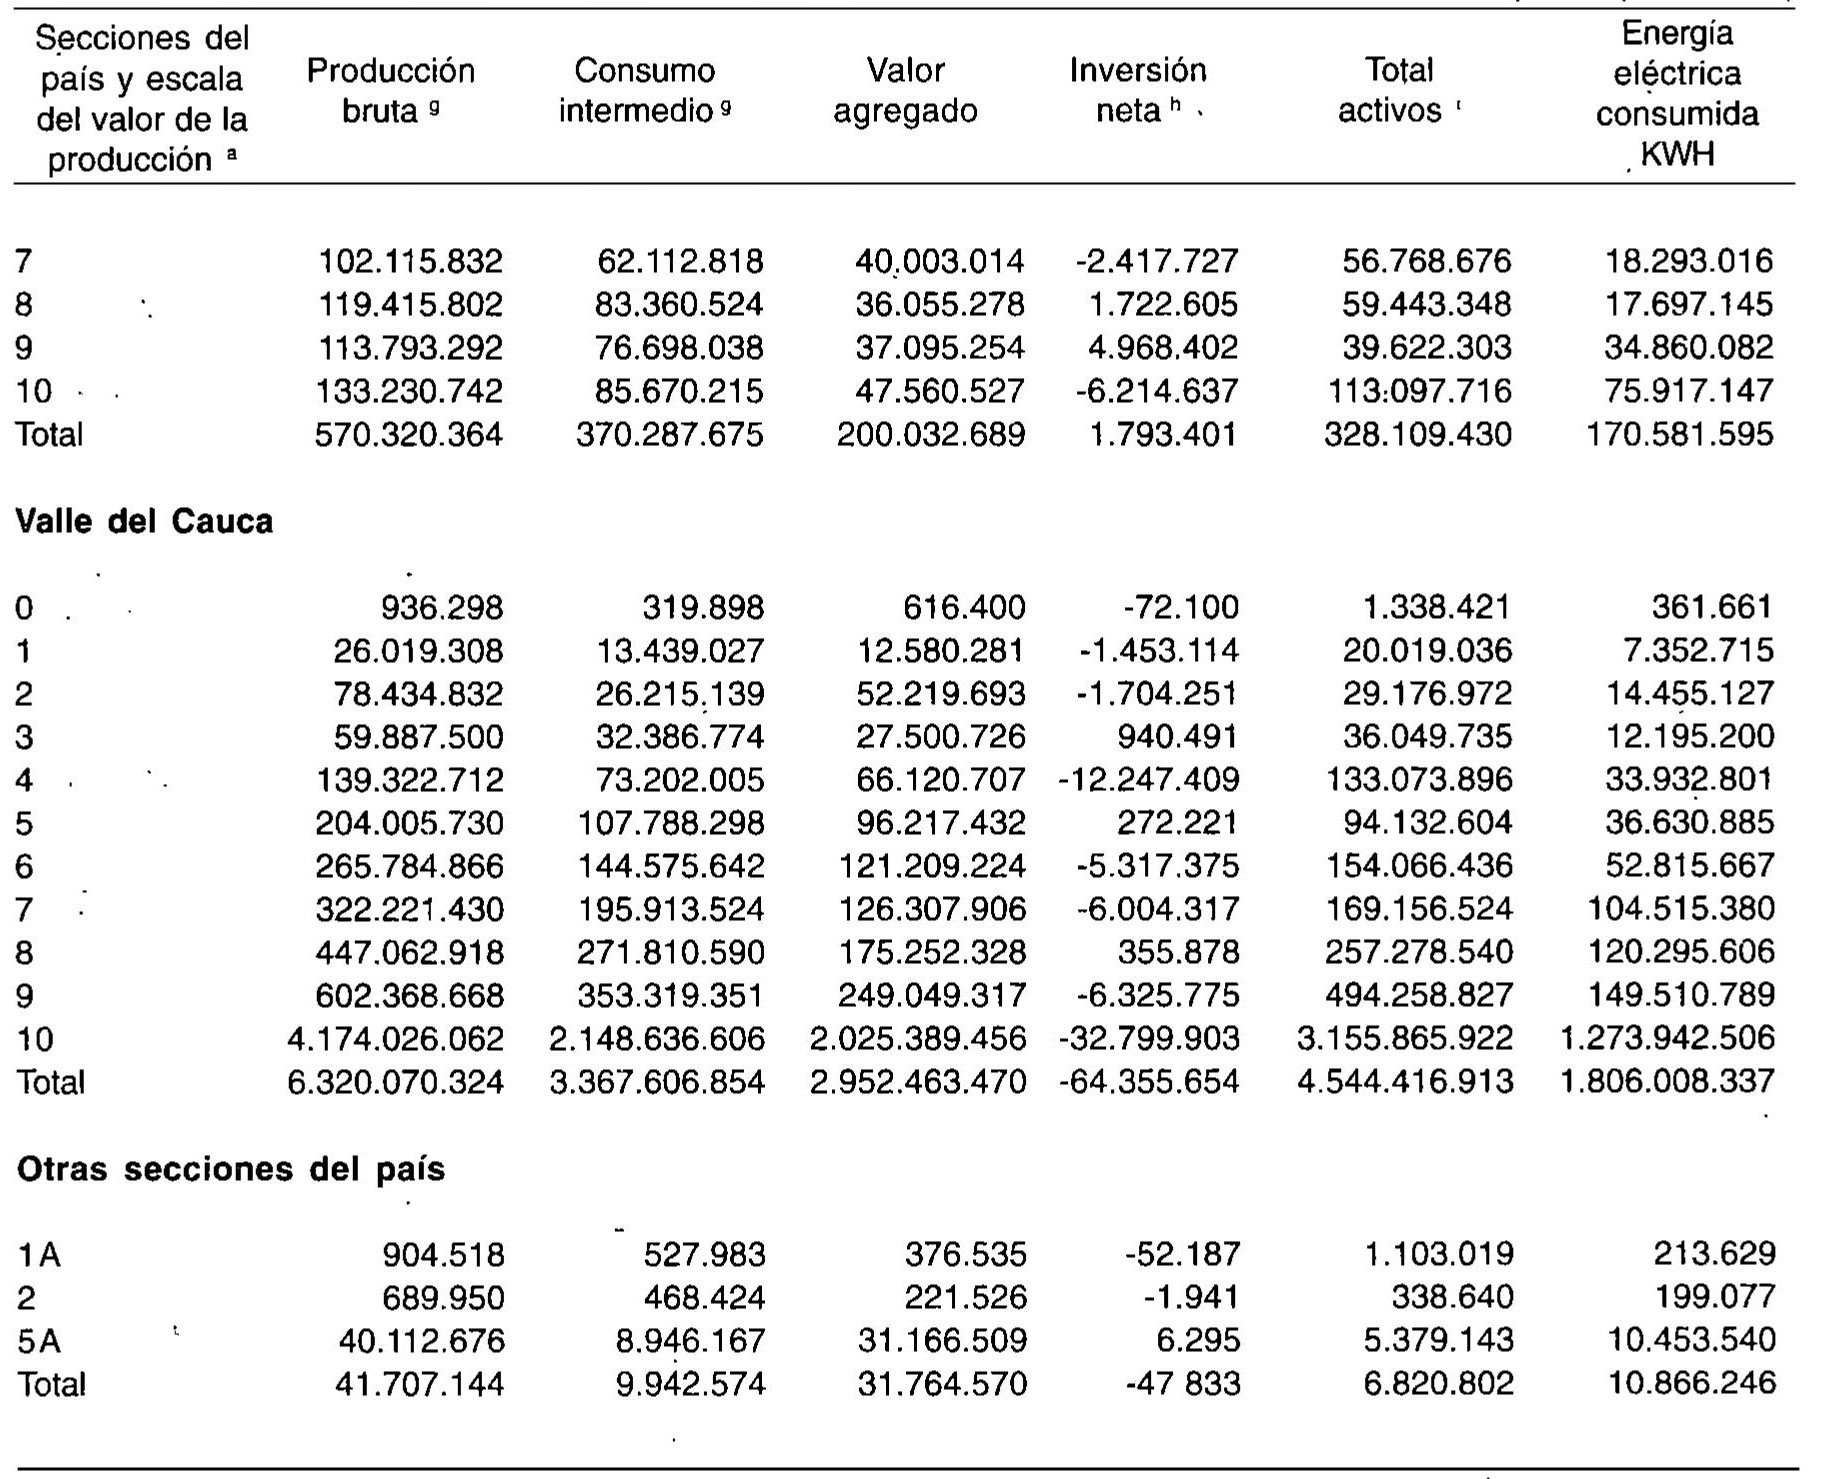 Secciones del país y escala del valor de la producción a Producción bruta g Consumo intermedio g Valor agregado Inversión neta h Total activos i Energía eléctrica consumida KWH
7 102.115.832 62.112.818 40.003.014 -2.417.727 56.768.676 18.293.016
8 119.415.802 83.360.524 36.055.278 1.722.605 59.443.348 17.697.145
9 113.793.292 76.698.038 37.095.254 4.968.402 39.622.303 34.860.082
10 133.230.742 85.670.215 47.560.527 -6.214.637 113.097.716 75.917.147
Total 570.320.364 370.287.675 200.032.689 1.793.401 328.109.430 170.581.595
Valle del Cauca
0 936.298 319.898 616.400 -72.100 1.338.421 361.661
1 26.019.308 13.439.027 12.580.281 -1.453.114 20.019.036 7.352.715
2 78.434.832 26.215.139 52.219.693 -1.704.251 29.176.972 14.455.127
3 59.887.500 32.386.774 27.500.726 940.491 36.049.735 12.195.200
4 139.322.712 73.202.005 66.120.707 -12.247.409 133.073.896 33.932.801
5 204.005.730 107.788.298 96.217.432 272.221 94.132.604 36.630.885
6 265.784.866 144.575.642 121.209.224 -5.317.375 154.066.436 52.815.667
7 322.221.430 195.913.524 126.307.906 -6.004.317 169.156.524 104.515.380
8 447.062.918 271.810.590 175.252.328 355.878 257.278.540 120.295.606
9 602.368.668 353.319.351 249.049.317 -6.325.775 494.258.827 149.510.789
10 4.174.026.062 2.148.636.606 2.025.389.456 -32.799.903 3.155.865.922 1.273.942.506
Total 6.320.070.324 3.367.606.854 2.952.463.470 -64.355.654 4.544.416.913 1.806.008.337
Otras secciones del país
1A 904.518 527.983 376.535 -52.187 1.103.019 213.629
2 689.950 468.424 221.526 -1.941 338.640 199.077
5A 40.112.676 8.946.167 31.166.509 6.295 5.379.143 10.453.540
Total 41.707.144 9.942.574 31.764.570 -47 833 6.820.802 10.866.246